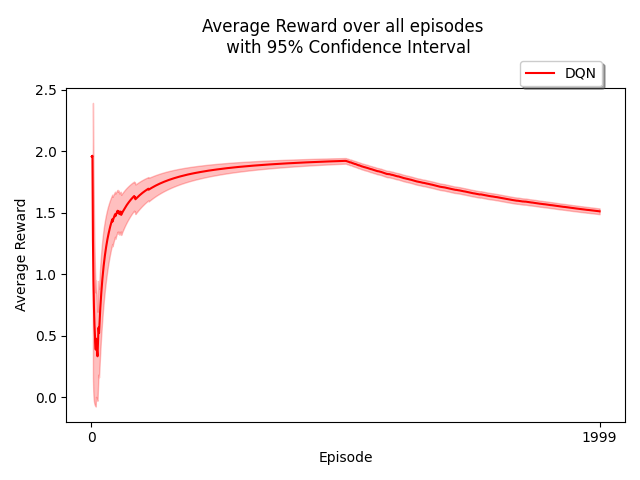 Average Reward over all episodes
with 95% Confidence Interval
DQN
2.5
2.0
1.5
1.0
0.5
0.0
Average Reward
0
1999
Episode